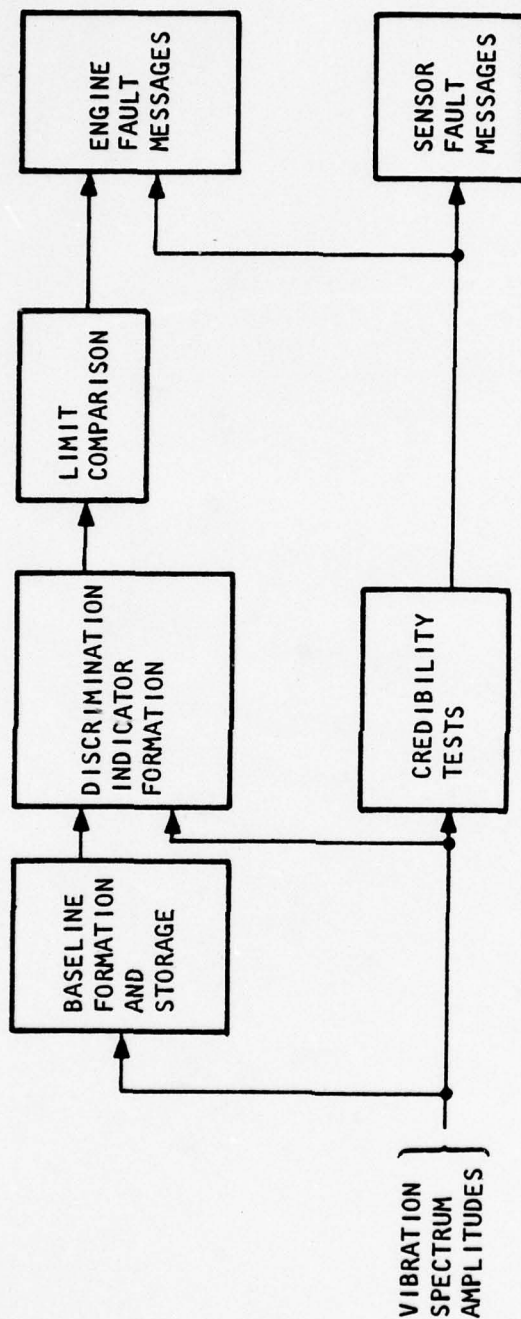 VIBRATION
SPECTRUM
AMPLITUDES
BASELINE
FORMATION
AND
STORAGE
DISCRIMINATION
INDICATOR
FORMATION
LIMIT
COMPARISON
ENGINE
FAULT
MESSAGES
CREDIBILITY
TESTS
SENSOR
FAULT
MESSAGES